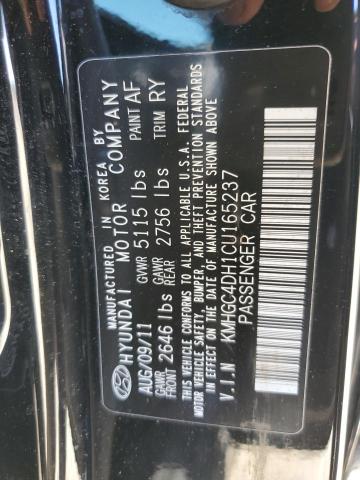 MANUFACTURED IN KOREA BY
HYUNDAI MOTOR COMPANY
AUG/09/11 GVWR 5115 lbs PAINT AF
GAWR FRONT 2646 lbs GAWR REAR 2756 lbs TRIM RY
THIS VEHICLE CONFORMS TO ALL APPLICABLE U.S.A. FEDERAL
MOTOR VEHICLE SAFETY, BUMPER, AND THEFT PREVENTION STANDARDS
IN EFFECT ON THE DATE OF MANUFACTURE SHOWN ABOVE
V.I.N KMHGC4DH1CU165237
PASSENGER CAR